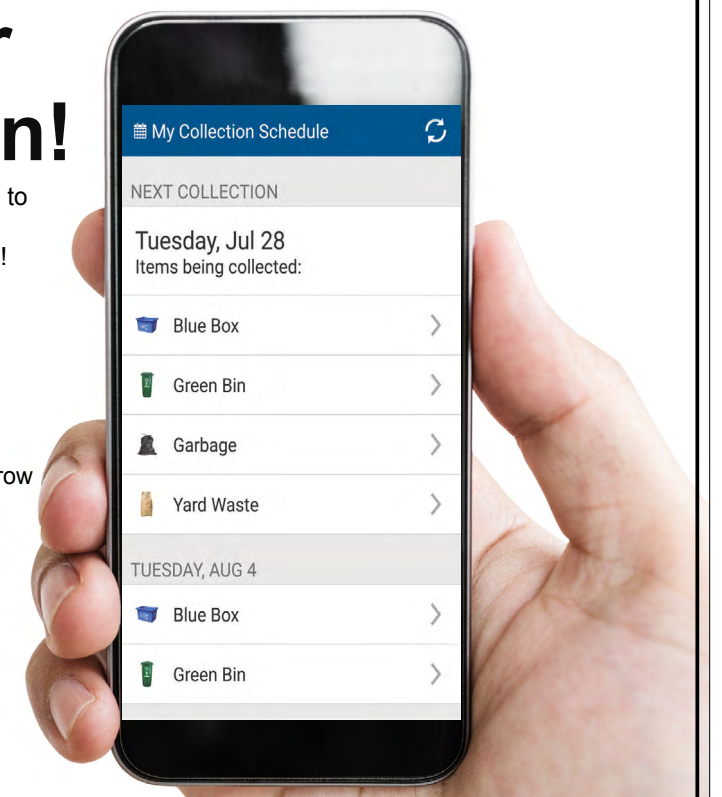 n!
to
!
row
My Collection Schedule
NEXT COLLECTION
Tuesday, Jul 28
Items being collected:
Blue Box
Green Bin
Garbage
Yard Waste
TUESDAY, AUG 4
Blue Box
Green Bin